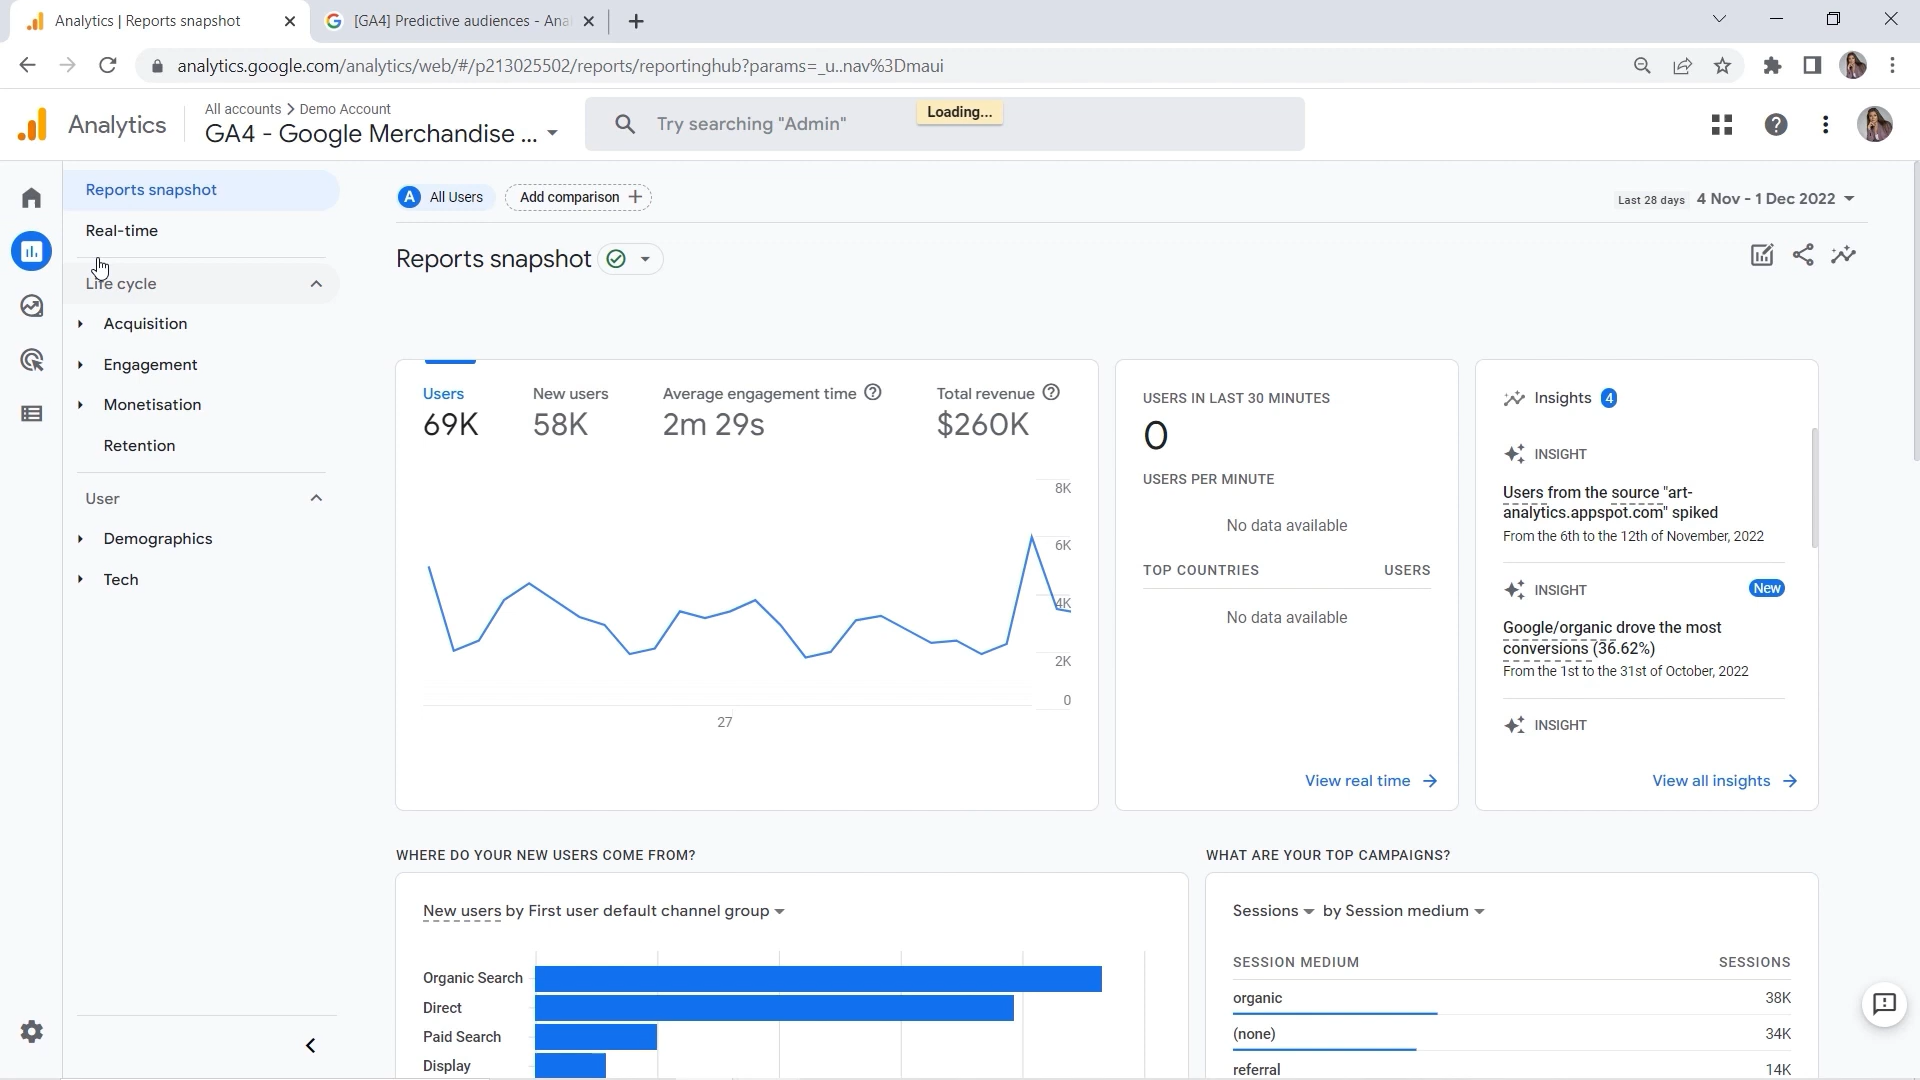 Analytics | Reports snapshot
[GA4] Predictive audiences - Ana
analytics.google.com/analytics/web/#/p213025502/reports/reportinghub?params=_u..nav%3Dmaui
Analytics
All accounts > Demo Account
GA4 - Google Merchandise ...
Try searching "Admin"
Loading...
Reports snapshot
Real-time
Life cycle
Acquisition
Engagement
Monetisation
Retention
User
Demographics
Tech
A All Users
Add comparison +
Last 28 days 4 Nov - 1 Dec 2022
Reports snapshot
Users
69K
New users
58K
Average engagement time
2m 29s
Total revenue
$260K
8K
6K
4K
2K
0
27
USERS IN LAST 30 MINUTES
0
USERS PER MINUTE
No data available
TOP COUNTRIES USERS
No data available
View real time
Insights 4
INSIGHT
Users from the source "art-
analytics.appspot.com" spiked
From the 6th to the 12th of November, 2022
INSIGHT New
Google/organic drove the most
conversions (36.62%)
From the 1st to the 31st of October, 2022
INSIGHT
View all insights
WHERE DO YOUR NEW USERS COME FROM?
New users by First user default channel group
Organic Search
Direct
Paid Search
Display
WHAT ARE YOUR TOP CAMPAIGNS?
Sessions by Session medium
SESSION MEDIUM SESSIONS
organic 38K
(none) 34K
referral 14K